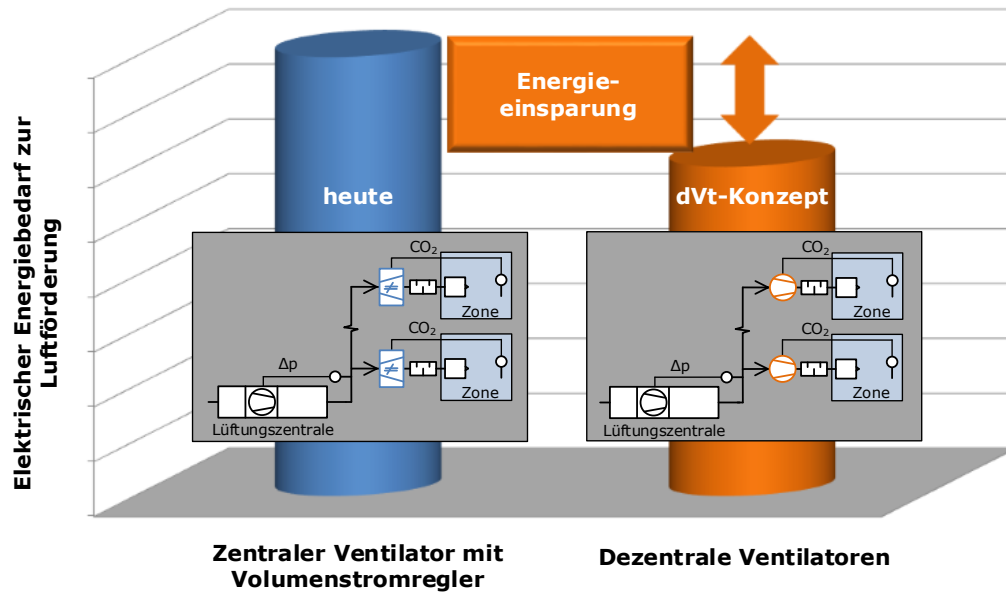 Elektrischer Energiebedarf zur
Luftförderung
Energie-
einsparung
heute
dVt-Konzept
CO₂
Zone
CO₂
Δp
Zone
Lüftungszentrale
CO₂
Zone
CO₂
Δp
Zone
Lüftungszentrale
Zentraler Ventilator mit
Volumenstromregler
Dezentrale Ventilatoren